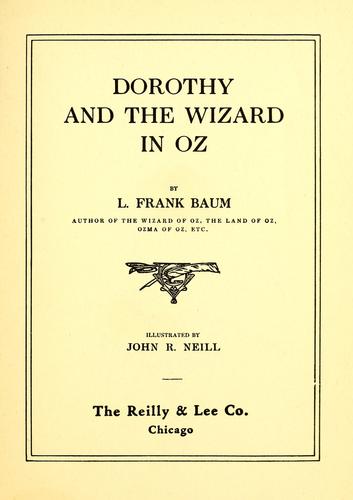 DOROTHY
AND THE WIZARD
IN OZ
BY
L. FRANK BAUM
AUTHOR OF THE WIZARD OF OZ, THE LAND OF OZ,
OZMA OF OZ, ETC.
ILLUSTRATED BY
JOHN R. NEILL
The Reilly & Lee Co.
Chicago